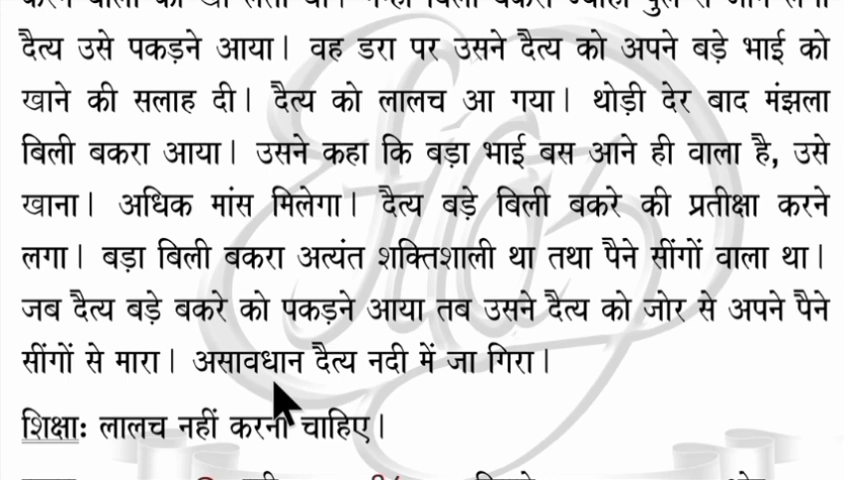 दैत्य उसे पकड़ने आया। वह डरा पर उसने दैत्य को अपने बड़े भाई को
खाने की सलाह दी। दैत्य को लालच आ गया। थोड़ी देर बाद मंझला
बिली बकरा आया। उसने कहा कि बड़ा भाई बस आने ही वाला है, उसे
खाना। अधिक मांस मिलेगा। दैत्य बड़े बिली बकरे की प्रतीक्षा करने
लगा। बड़ा बिली बकरा अत्यंत शक्तिशाली था तथा पैने सींगों वाला था।
जब दैत्य बड़े बकरे को पकड़ने आया तब उसने दैत्य को जोर से अपने पैने
सींगों से मारा। असावधान दैत्य नदी में जा गिरा।
शिक्षाः लालच नहीं करना चाहिए।